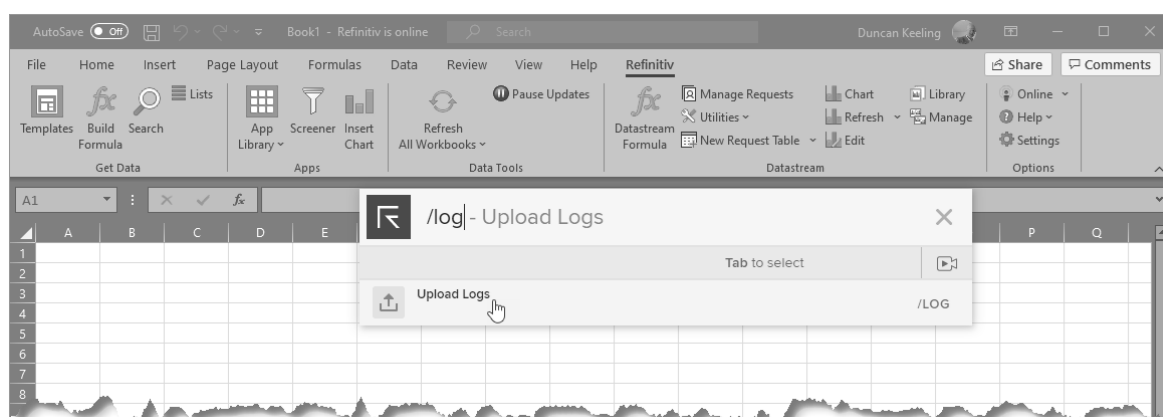 AutoSave Off Book1 - Refinitiv is online Search Duncan Keeling
File Home Insert Page Layout Formulas Data Review View Help Refinitiv Share Comments
Lists Pause Updates Manage Requests Chart Library Online
Templates Build Formula Search App Library Screener Insert Chart Refresh All Workbooks Datastream Formula Utilities Refresh Manage Help
New Request Table Edit Settings
Get Data Apps Data Tools Datastream Options
A1 fx
/log - Upload Logs
A B C D E P Q
1
Tab to select
2
3
Upload Logs /LOG
4
5
6
7
8